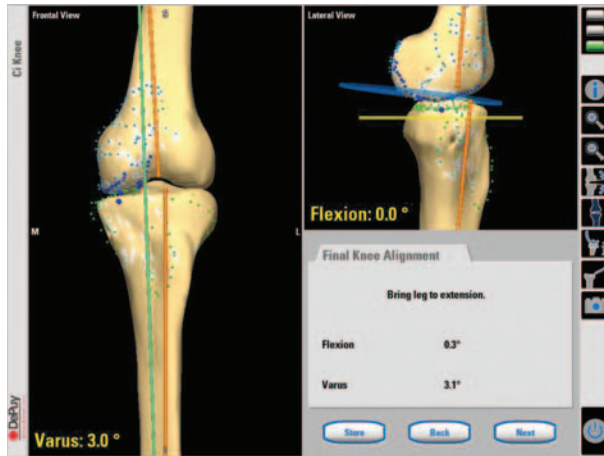 Ci Knee
Frontal View
S
M
L
I
Varus: 3.0 °
DePuy
Lateral View
Flexion: 0.0 °
Final Knee Alignment
Bring leg to extension.
Flexion 0.3°
Varus 3.1°
Store Back Next